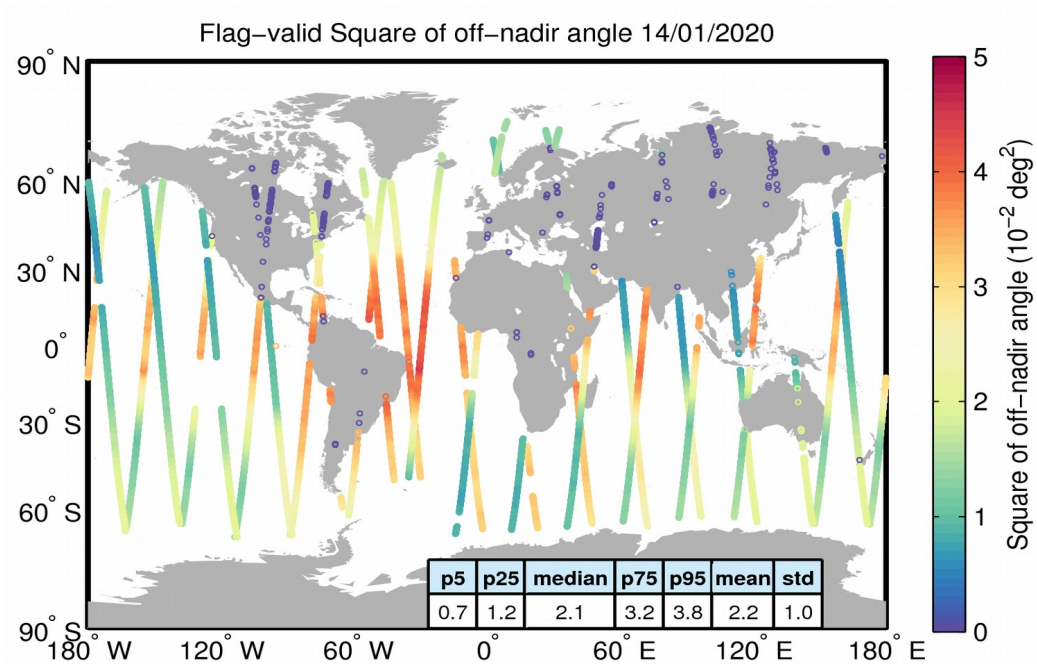 Flag−valid Square of off−nadir angle 14/01/2020
90° N
60° N
30° N
0°
30° S
60° S
90° S
180° W
120° W
60° W
0°
60° E
120° E
180° E
p5 p25 median p75 p95 mean std
0.7 1.2 2.1 3.2 3.8 2.2 1.0
5
4
3
2
1
0
Square of off−nadir angle (10⁻² deg²)